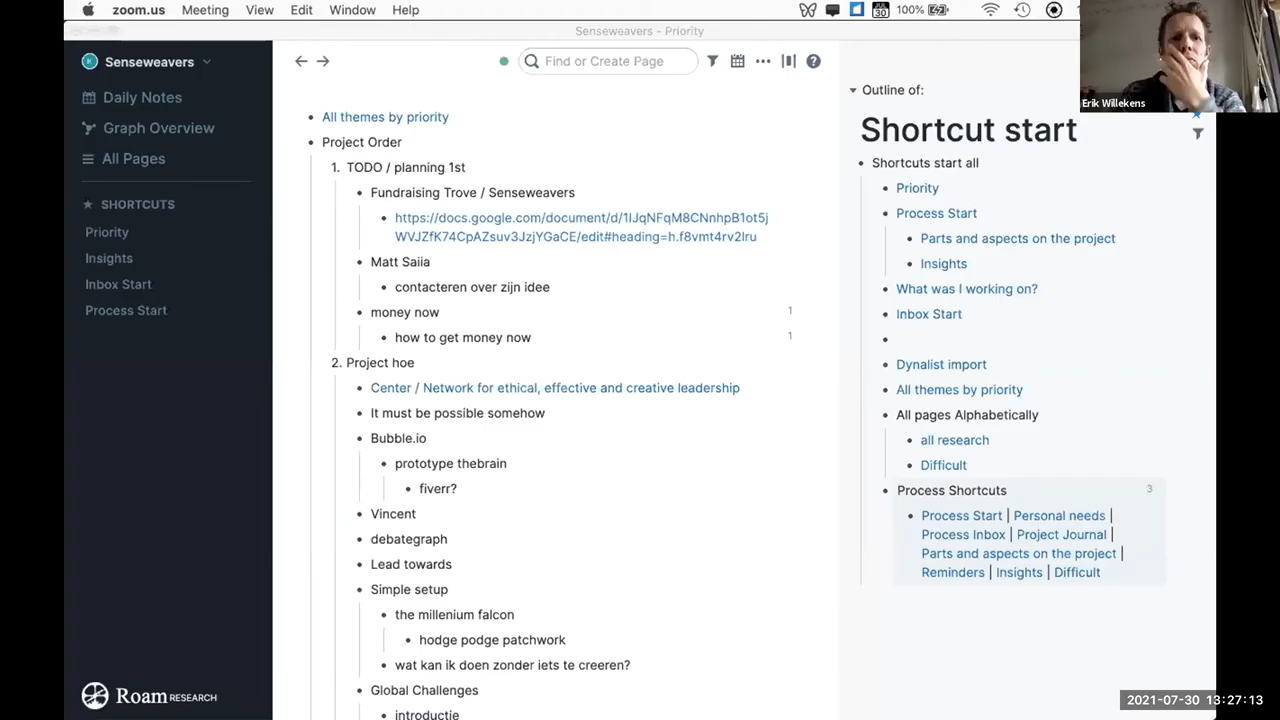 zoom.us Meeting View Edit Window Help
JUL 30 100%
Senseweavers - Priority
Senseweavers
Daily Notes
Graph Overview
All Pages
SHORTCUTS
Priority
Insights
Inbox Start
Process Start
Roam RESEARCH
Find or Create Page
All themes by priority
Project Order
1. TODO / planning 1st
Fundraising Trove / Senseweavers
https://docs.google.com/document/d/1IJqNFqM8CNnhpB1ot5j
WVJZfK74CpAZsuv3JzjYGaCE/edit#heading=h.f8vmt4rv2lru
Matt Saiia
contacteren over zijn idee
money now 1
how to get money now 1
2. Project hoe
Center / Network for ethical, effective and creative leadership
It must be possible somehow
Bubble.io
prototype thebrain
fiverr?
Vincent
debategraph
Lead towards
Simple setup
the millenium falcon
hodge podge patchwork
wat kan ik doen zonder iets te creeren?
Global Challenges
introductie
Outline of:
Shortcut start
Shortcuts start all
Priority
Process Start
Parts and aspects on the project
Insights
What was I working on?
Inbox Start
Dynalist import
All themes by priority
All pages Alphabetically
all research
Difficult
Process Shortcuts 3
Process Start | Personal needs |
Process Inbox | Project Journal |
Parts and aspects on the project |
Reminders | Insights | Difficult
Erik Willekens
2021-07-30 13:27:13